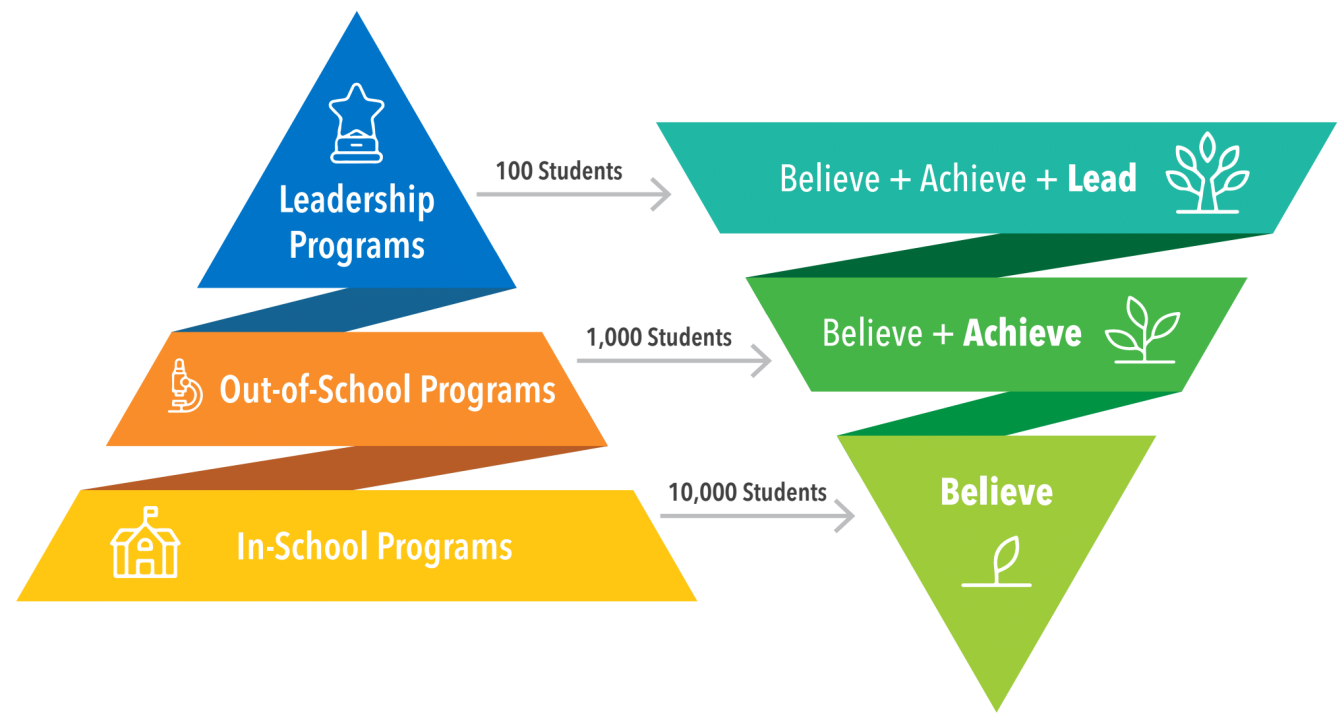 100 Students
Believe + Achieve + Lead
Leadership
Programs
1,000 Students
Believe + Achieve
Out-of-School Programs
10,000 Students
Believe
In-School Programs